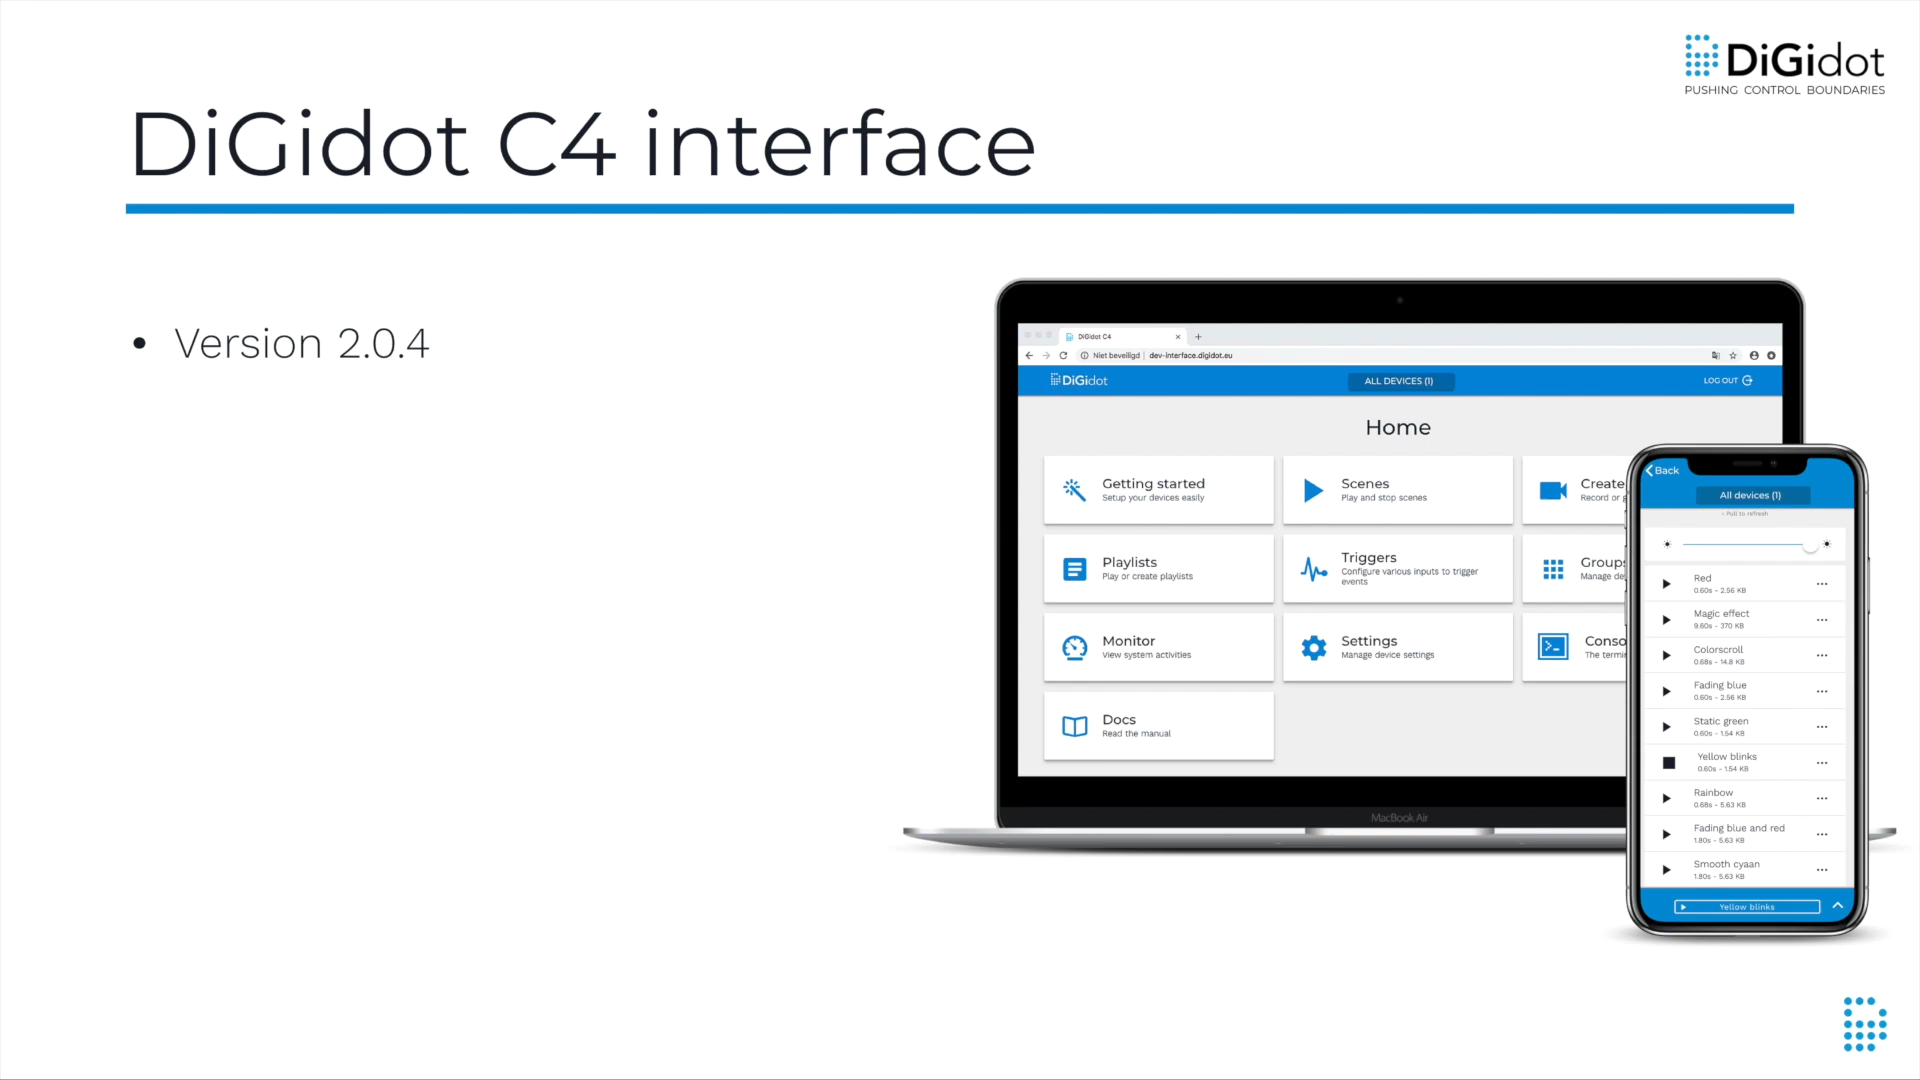 DiGidot
PUSHING CONTROL BOUNDARIES
DiGidot C4 interface
• Version 2.0.4
DiGidot C4
Niet beveiligd | dev-interface.digidot.eu
DiGidot
ALL DEVICES (1)
LOG OUT
Home
Getting started
Setup your devices easily
Scenes
Play and stop scenes
Create
Record or
Playlists
Play or create playlists
Triggers
Configure various inputs to trigger
events
Groups
Manage de
Monitor
View system activities
Settings
Manage device settings
Conso
The termi
Docs
Read the manual
MacBook Air
Back
All devices (1)
Pull to refresh
Red
0.60s - 2.56 KB
Magic effect
9.60s - 370 KB
Colorscroll
0.68s - 14.8 KB
Fading blue
0.60s - 2.56 KB
Static green
0.60s - 1.54 KB
Yellow blinks
0.60s - 1.54 KB
Rainbow
0.68s - 5.63 KB
Fading blue and red
1.80s - 5.63 KB
Smooth cyaan
1.80s - 5.63 KB
Yellow blinks